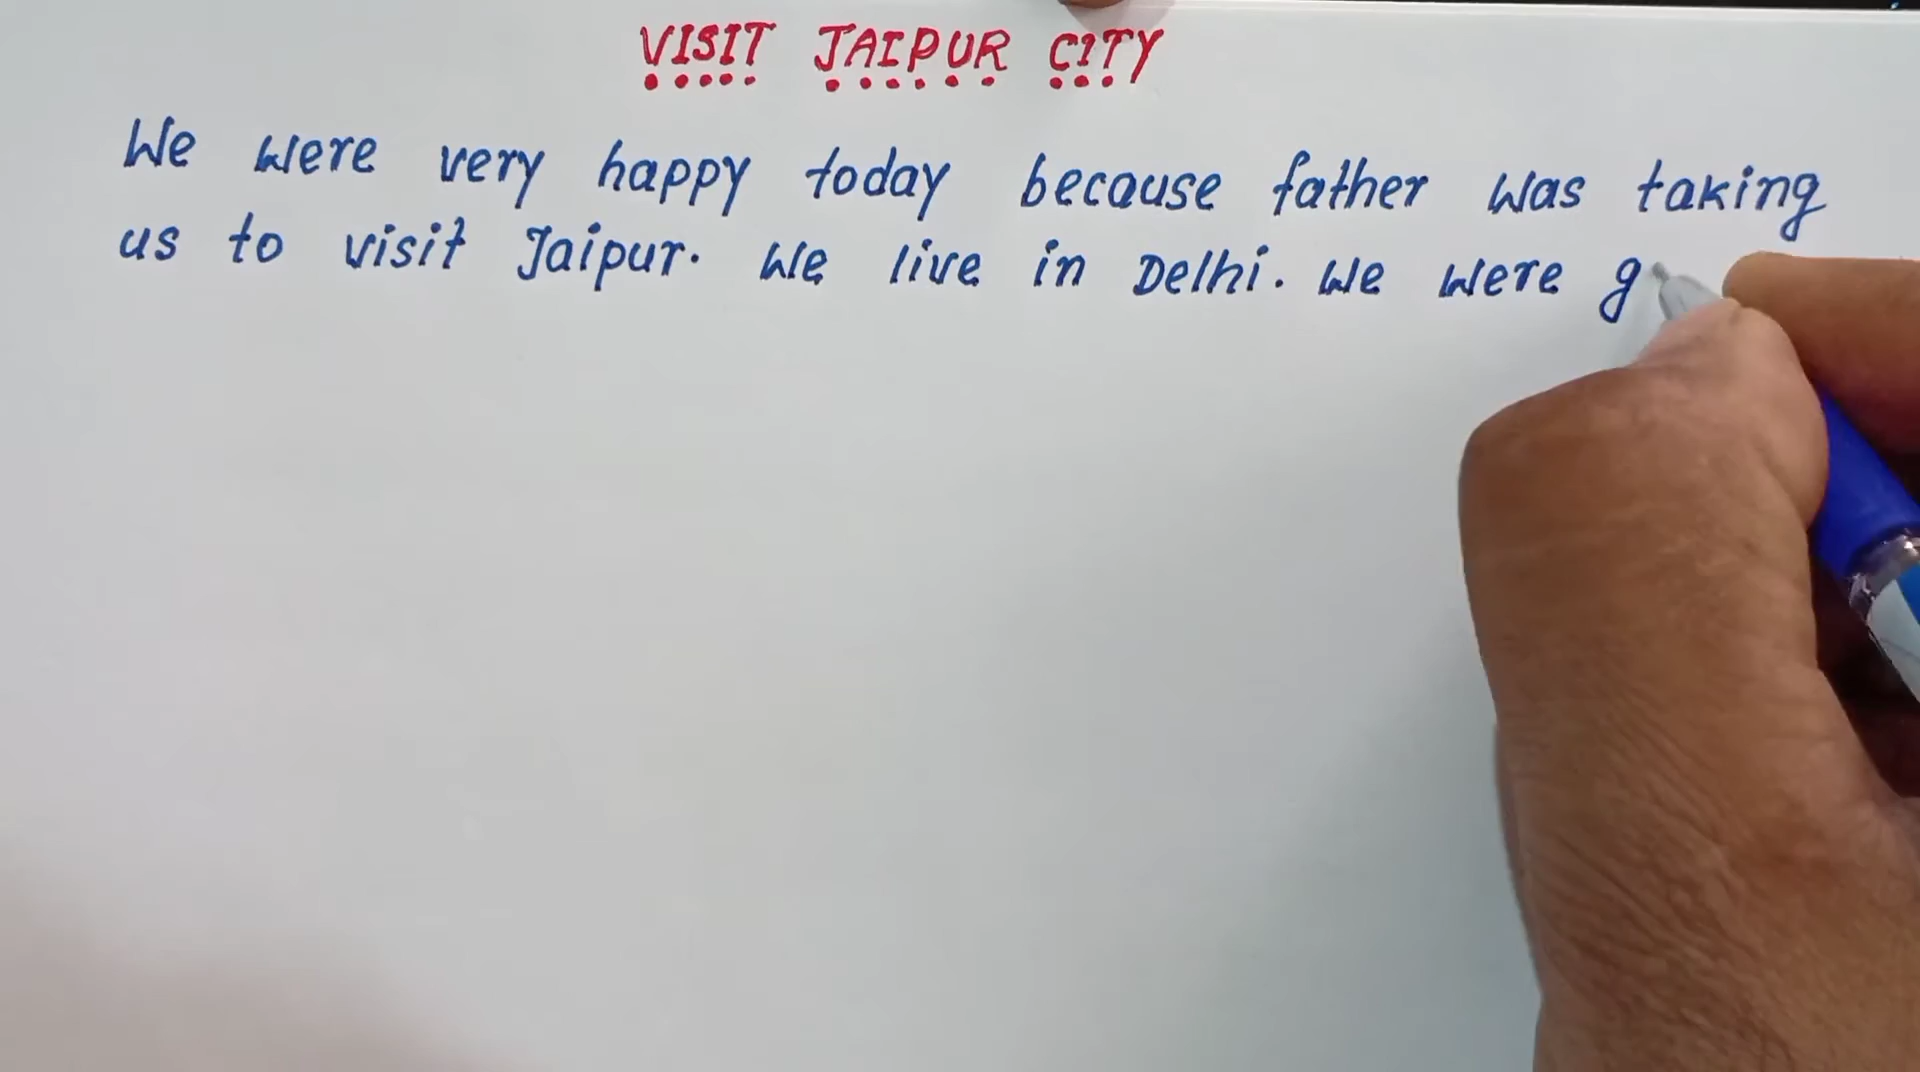 VISIT JAIPUR CITY
We were very happy today because father was taking
us to visit Jaipur. We live in Delhi. We were g